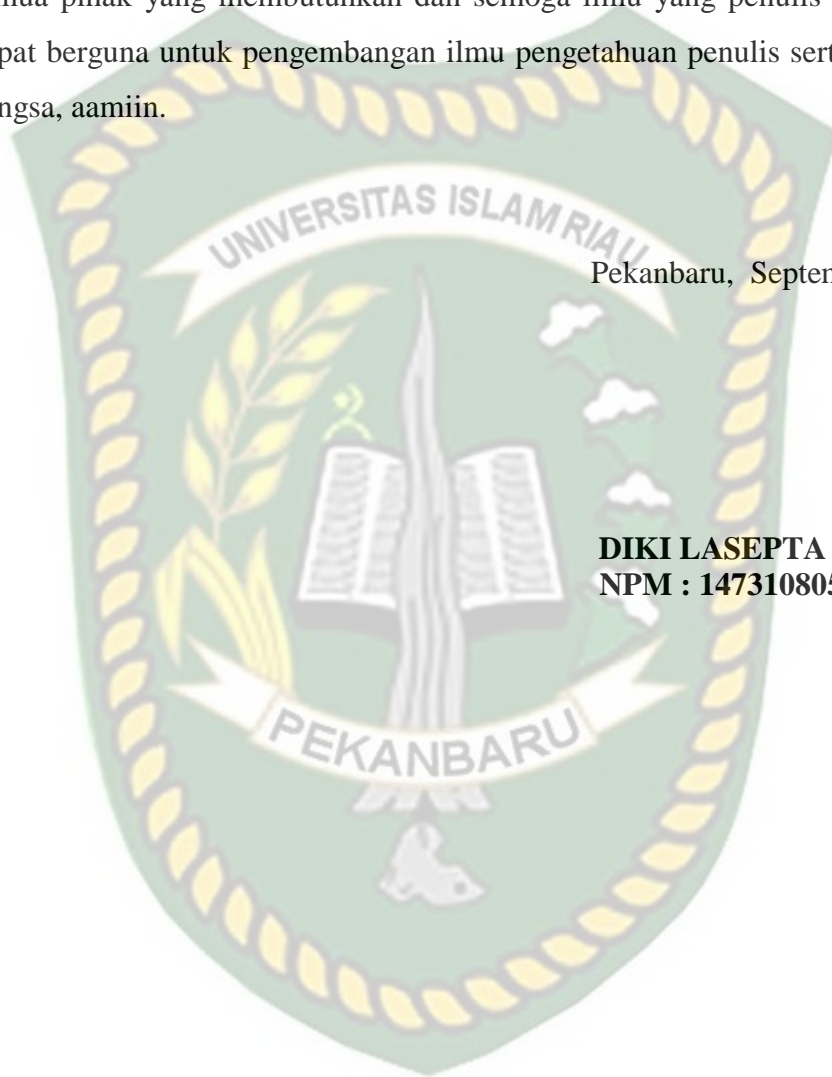 mua pihak yang membutuhkan dan semoga ilmu yang penulis
pat berguna untuk pengembangan ilmu pengetahuan penulis sert
ngsa, aamiin.
UNIVERSITAS ISLAM RIAU
Pekanbaru, Septen
DIKI LASEPTA
NPM : 147310805
PEKANBARU